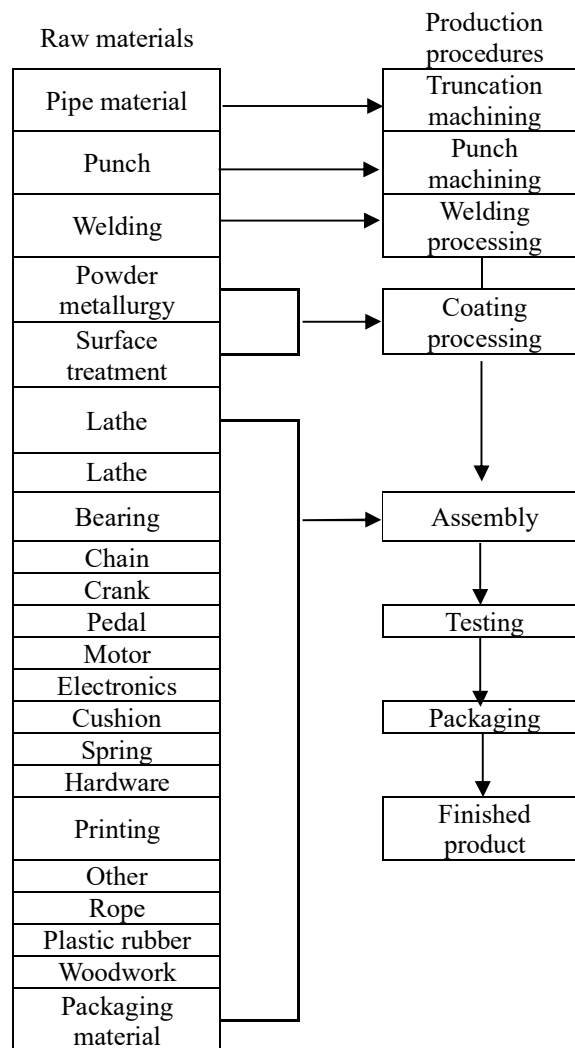 Raw materials
Pipe material
Punch
Welding
Powder
metallurgy
Surface
treatment
Lathe
Lathe
Bearing
Chain
Crank
Pedal
Motor
Electronics
Cushion
Spring
Hardware
Printing
Other
Rope
Plastic rubber
Woodwork
Packaging
material
Production
procedures
Truncation
machining
Punch
machining
Welding
processing
Coating
processing
Assembly
Testing
Packaging
Finished
product